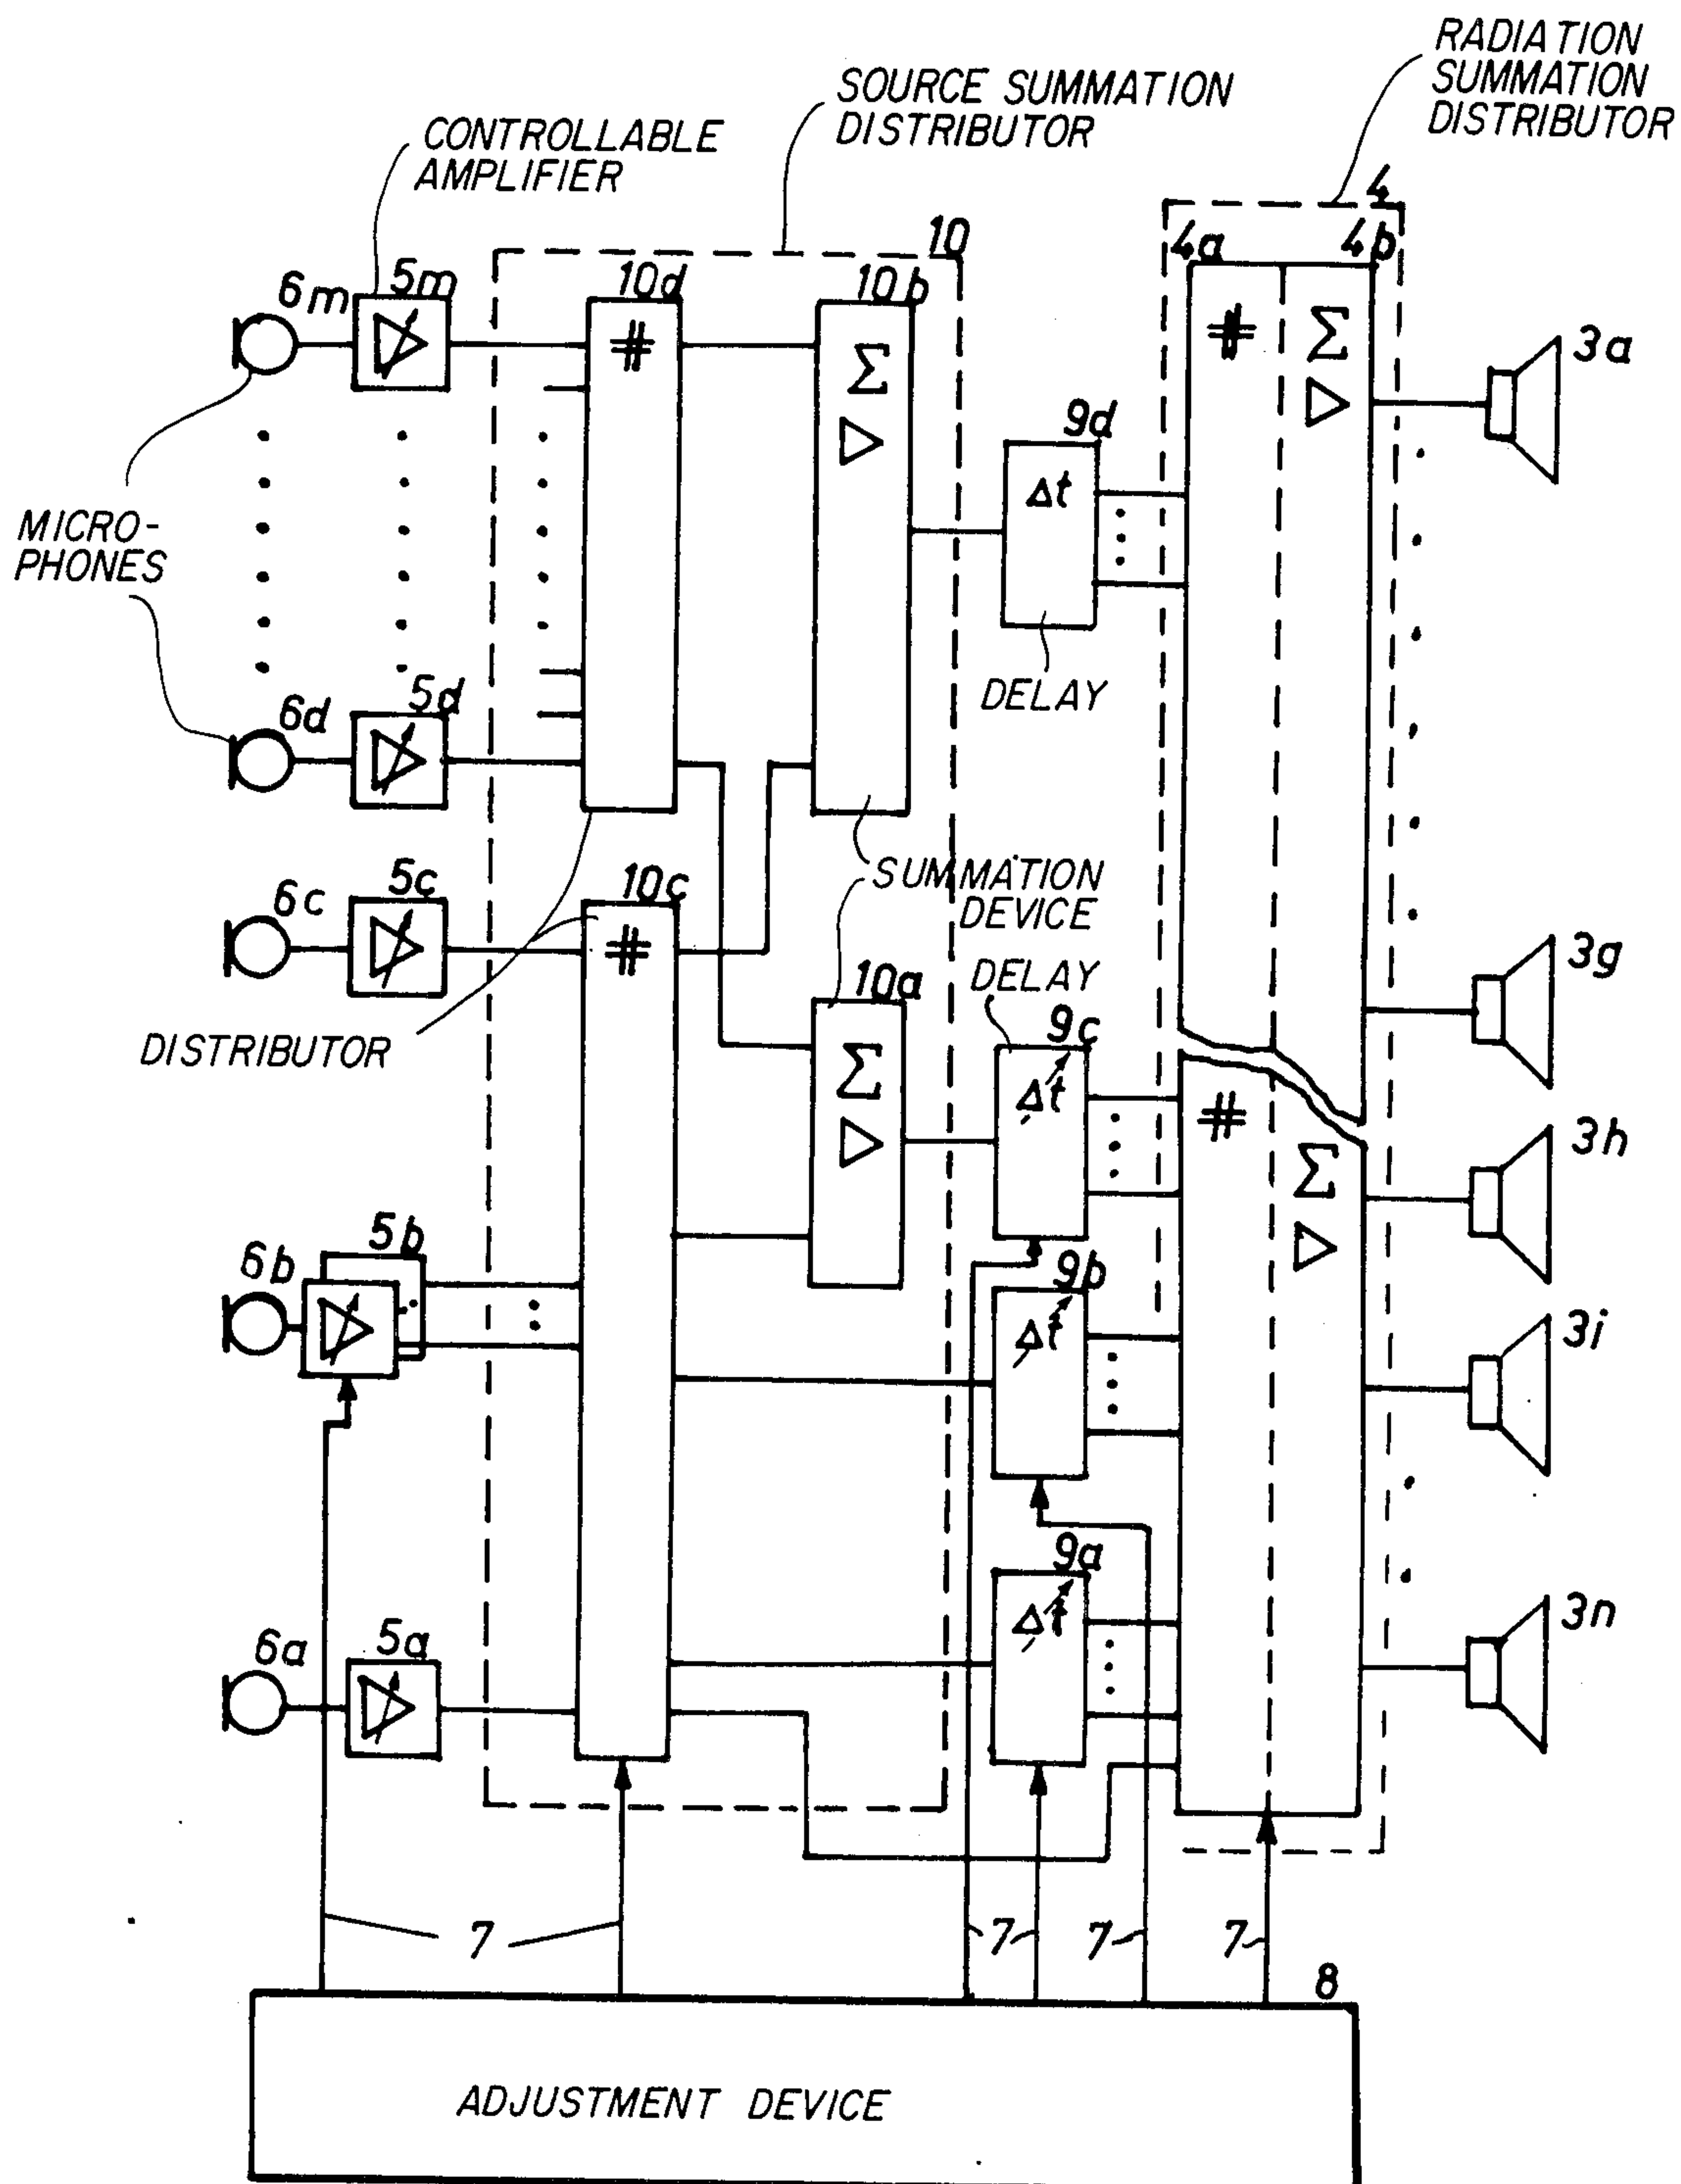 RADIATION
SUMMATION
DISTRIBUTOR
SOURCE SUMMATION
DISTRIBUTOR
CONTROLLABLE
AMPLIFIER
4
4a
4b
10
6m
5m
10d
10b
#
Σ
#
Σ
3a
9d
Δt
MICRO-
PHONES
DELAY
6d
5d
SUMMATION
DEVICE
6c
5c
10c
#
10a
DELAY
3g
DISTRIBUTOR
Σ
9c
Δt
#
Σ
3h
6b
5b
9b
Δt
3i
9a
Δt
6a
5a
3n
7
7
7
7
8
ADJUSTMENT DEVICE